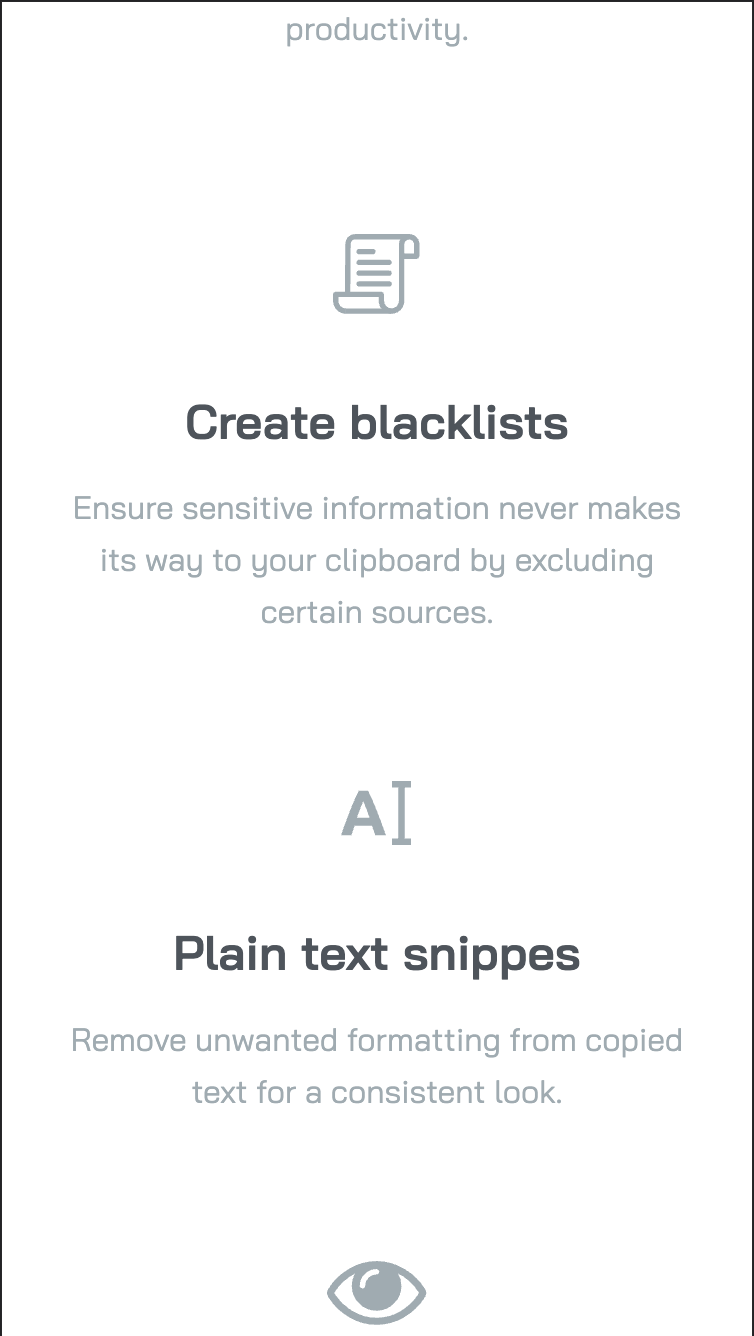 productivity.
Create blacklists
Ensure sensitive information never makes
its way to your clipboard by excluding
certain sources.
A
Plain text snippes
Remove unwanted formatting from copied
text for a consistent look.